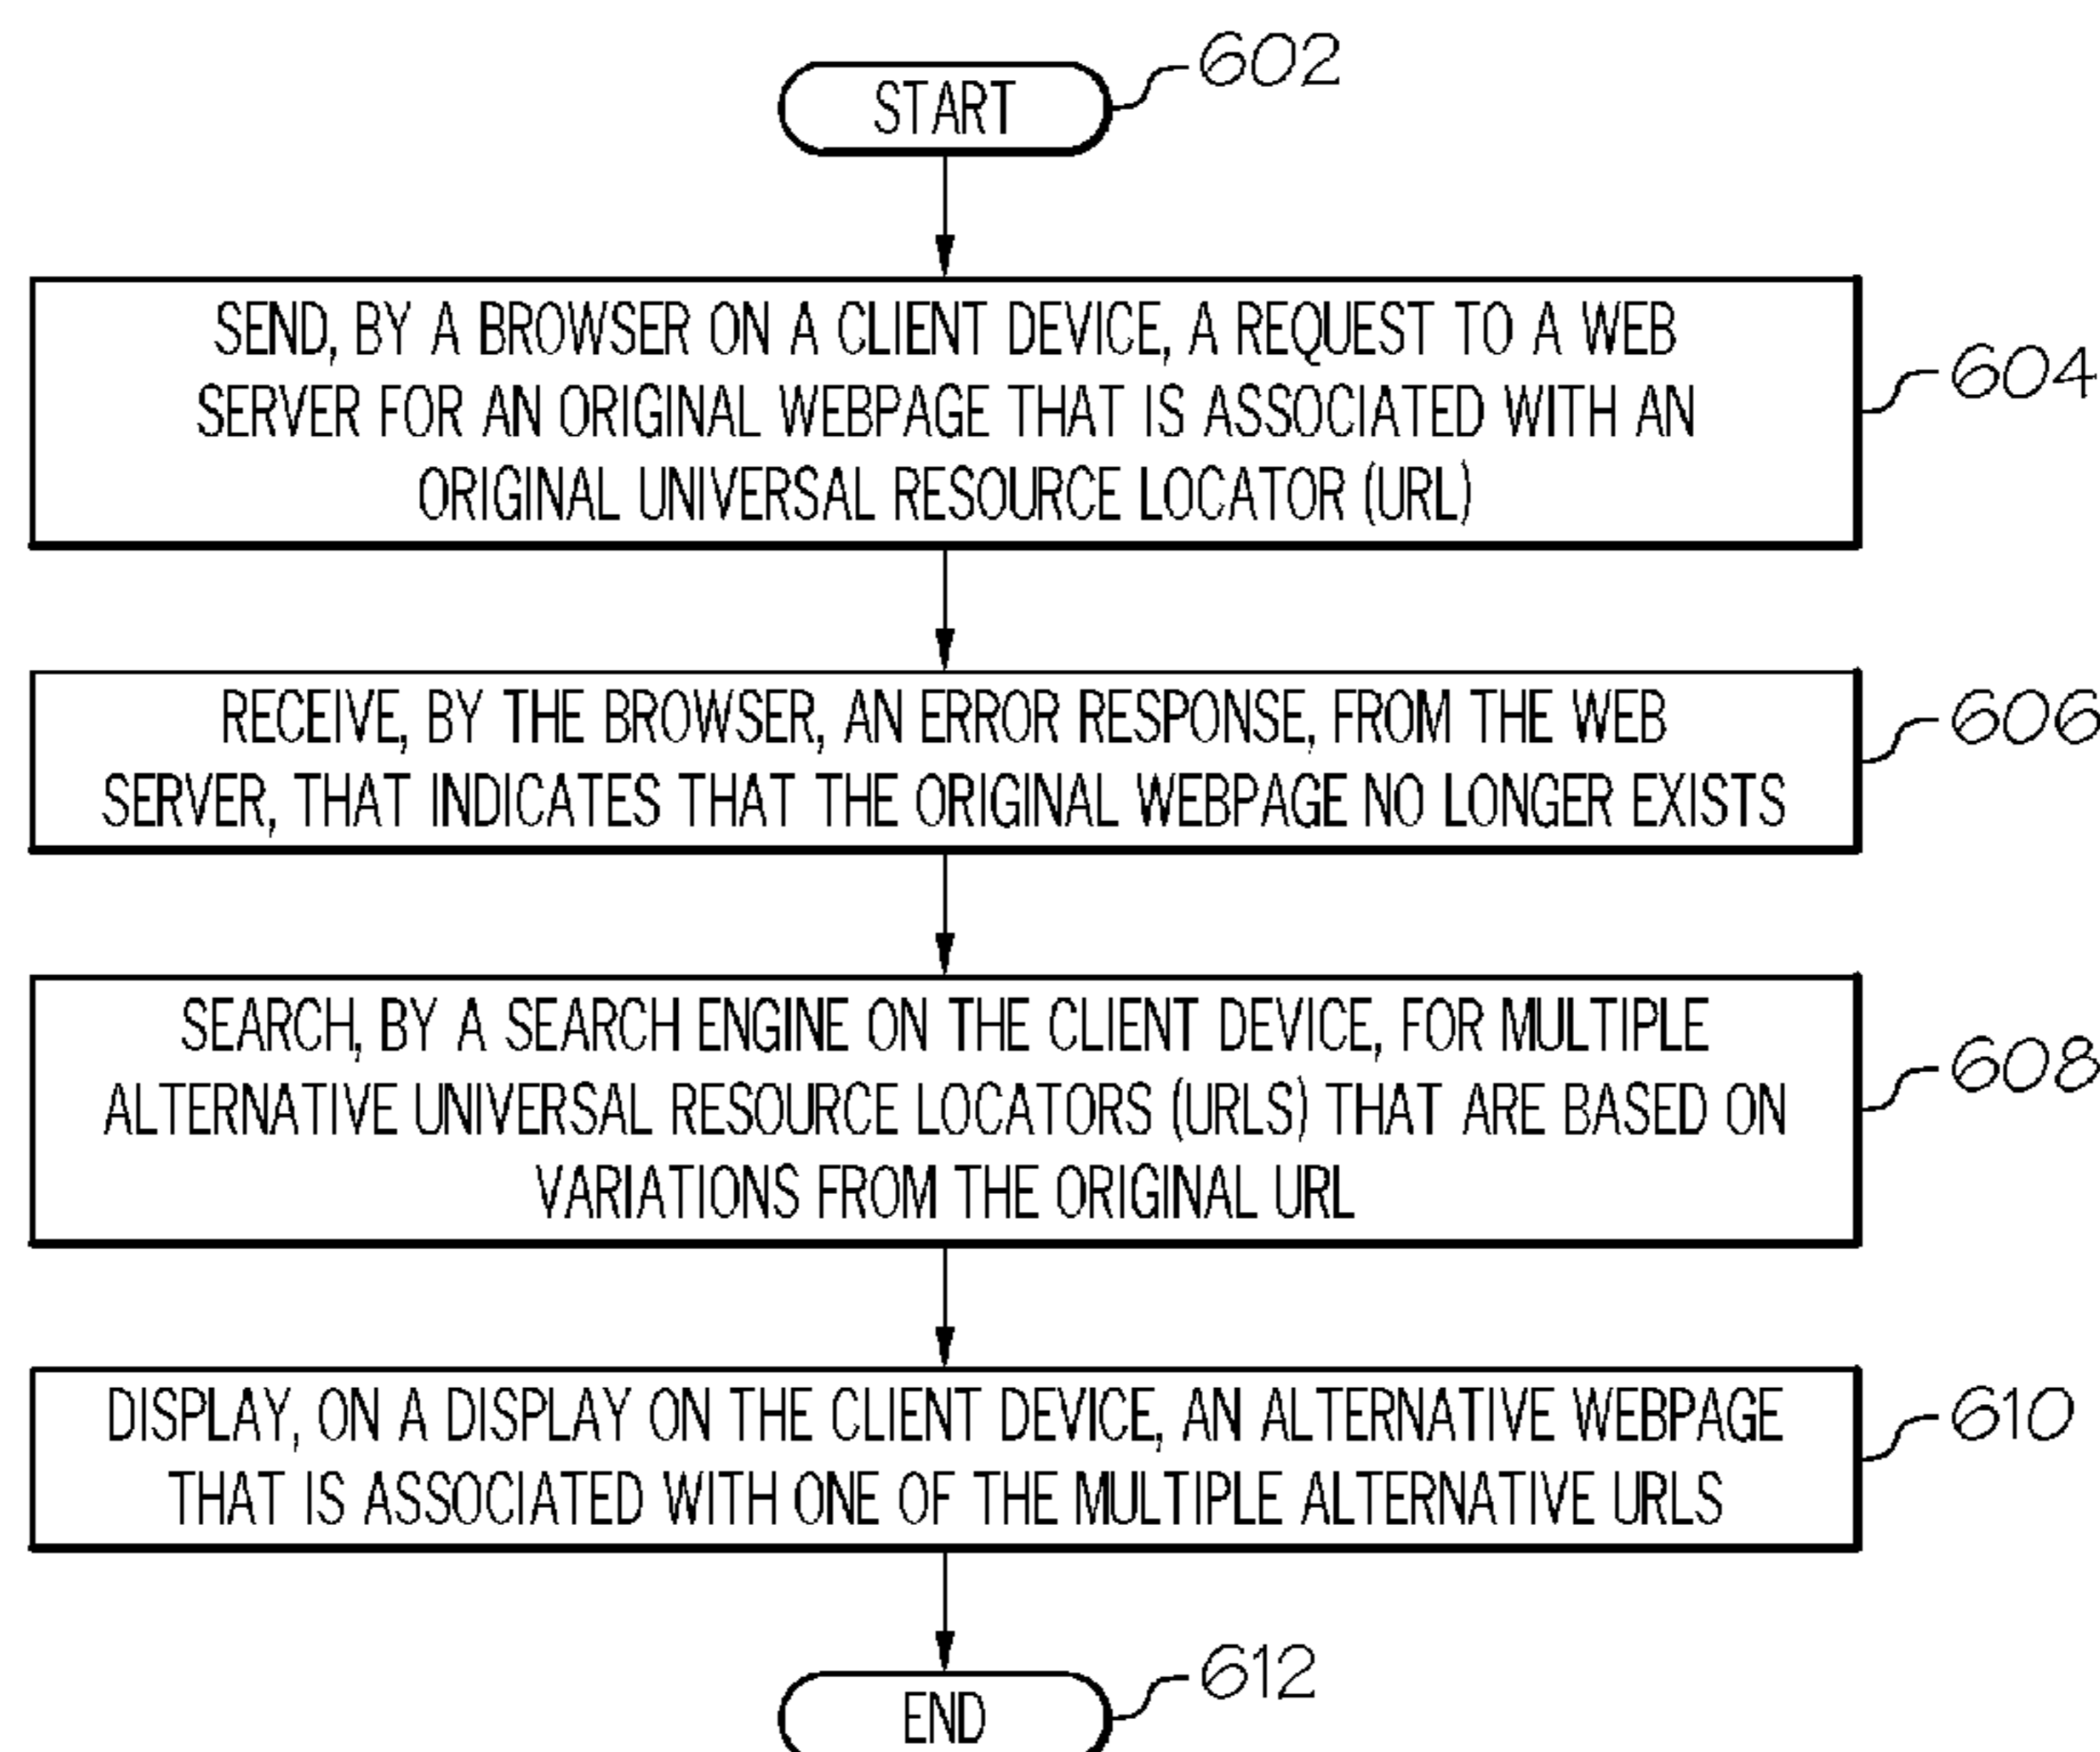 START
602
SEND, BY A BROWSER ON A CLIENT DEVICE, A REQUEST TO A WEB
SERVER FOR AN ORIGINAL WEBPAGE THAT IS ASSOCIATED WITH AN
ORIGINAL UNIVERSAL RESOURCE LOCATOR (URL)
604
RECEIVE, BY THE BROWSER, AN ERROR RESPONSE, FROM THE WEB
SERVER, THAT INDICATES THAT THE ORIGINAL WEBPAGE NO LONGER EXISTS
606
SEARCH, BY A SEARCH ENGINE ON THE CLIENT DEVICE, FOR MULTIPLE
ALTERNATIVE UNIVERSAL RESOURCE LOCATORS (URLS) THAT ARE BASED ON
VARIATIONS FROM THE ORIGINAL URL
608
DISPLAY, ON A DISPLAY ON THE CLIENT DEVICE, AN ALTERNATIVE WEBPAGE
THAT IS ASSOCIATED WITH ONE OF THE MULTIPLE ALTERNATIVE URLS
610
END
612